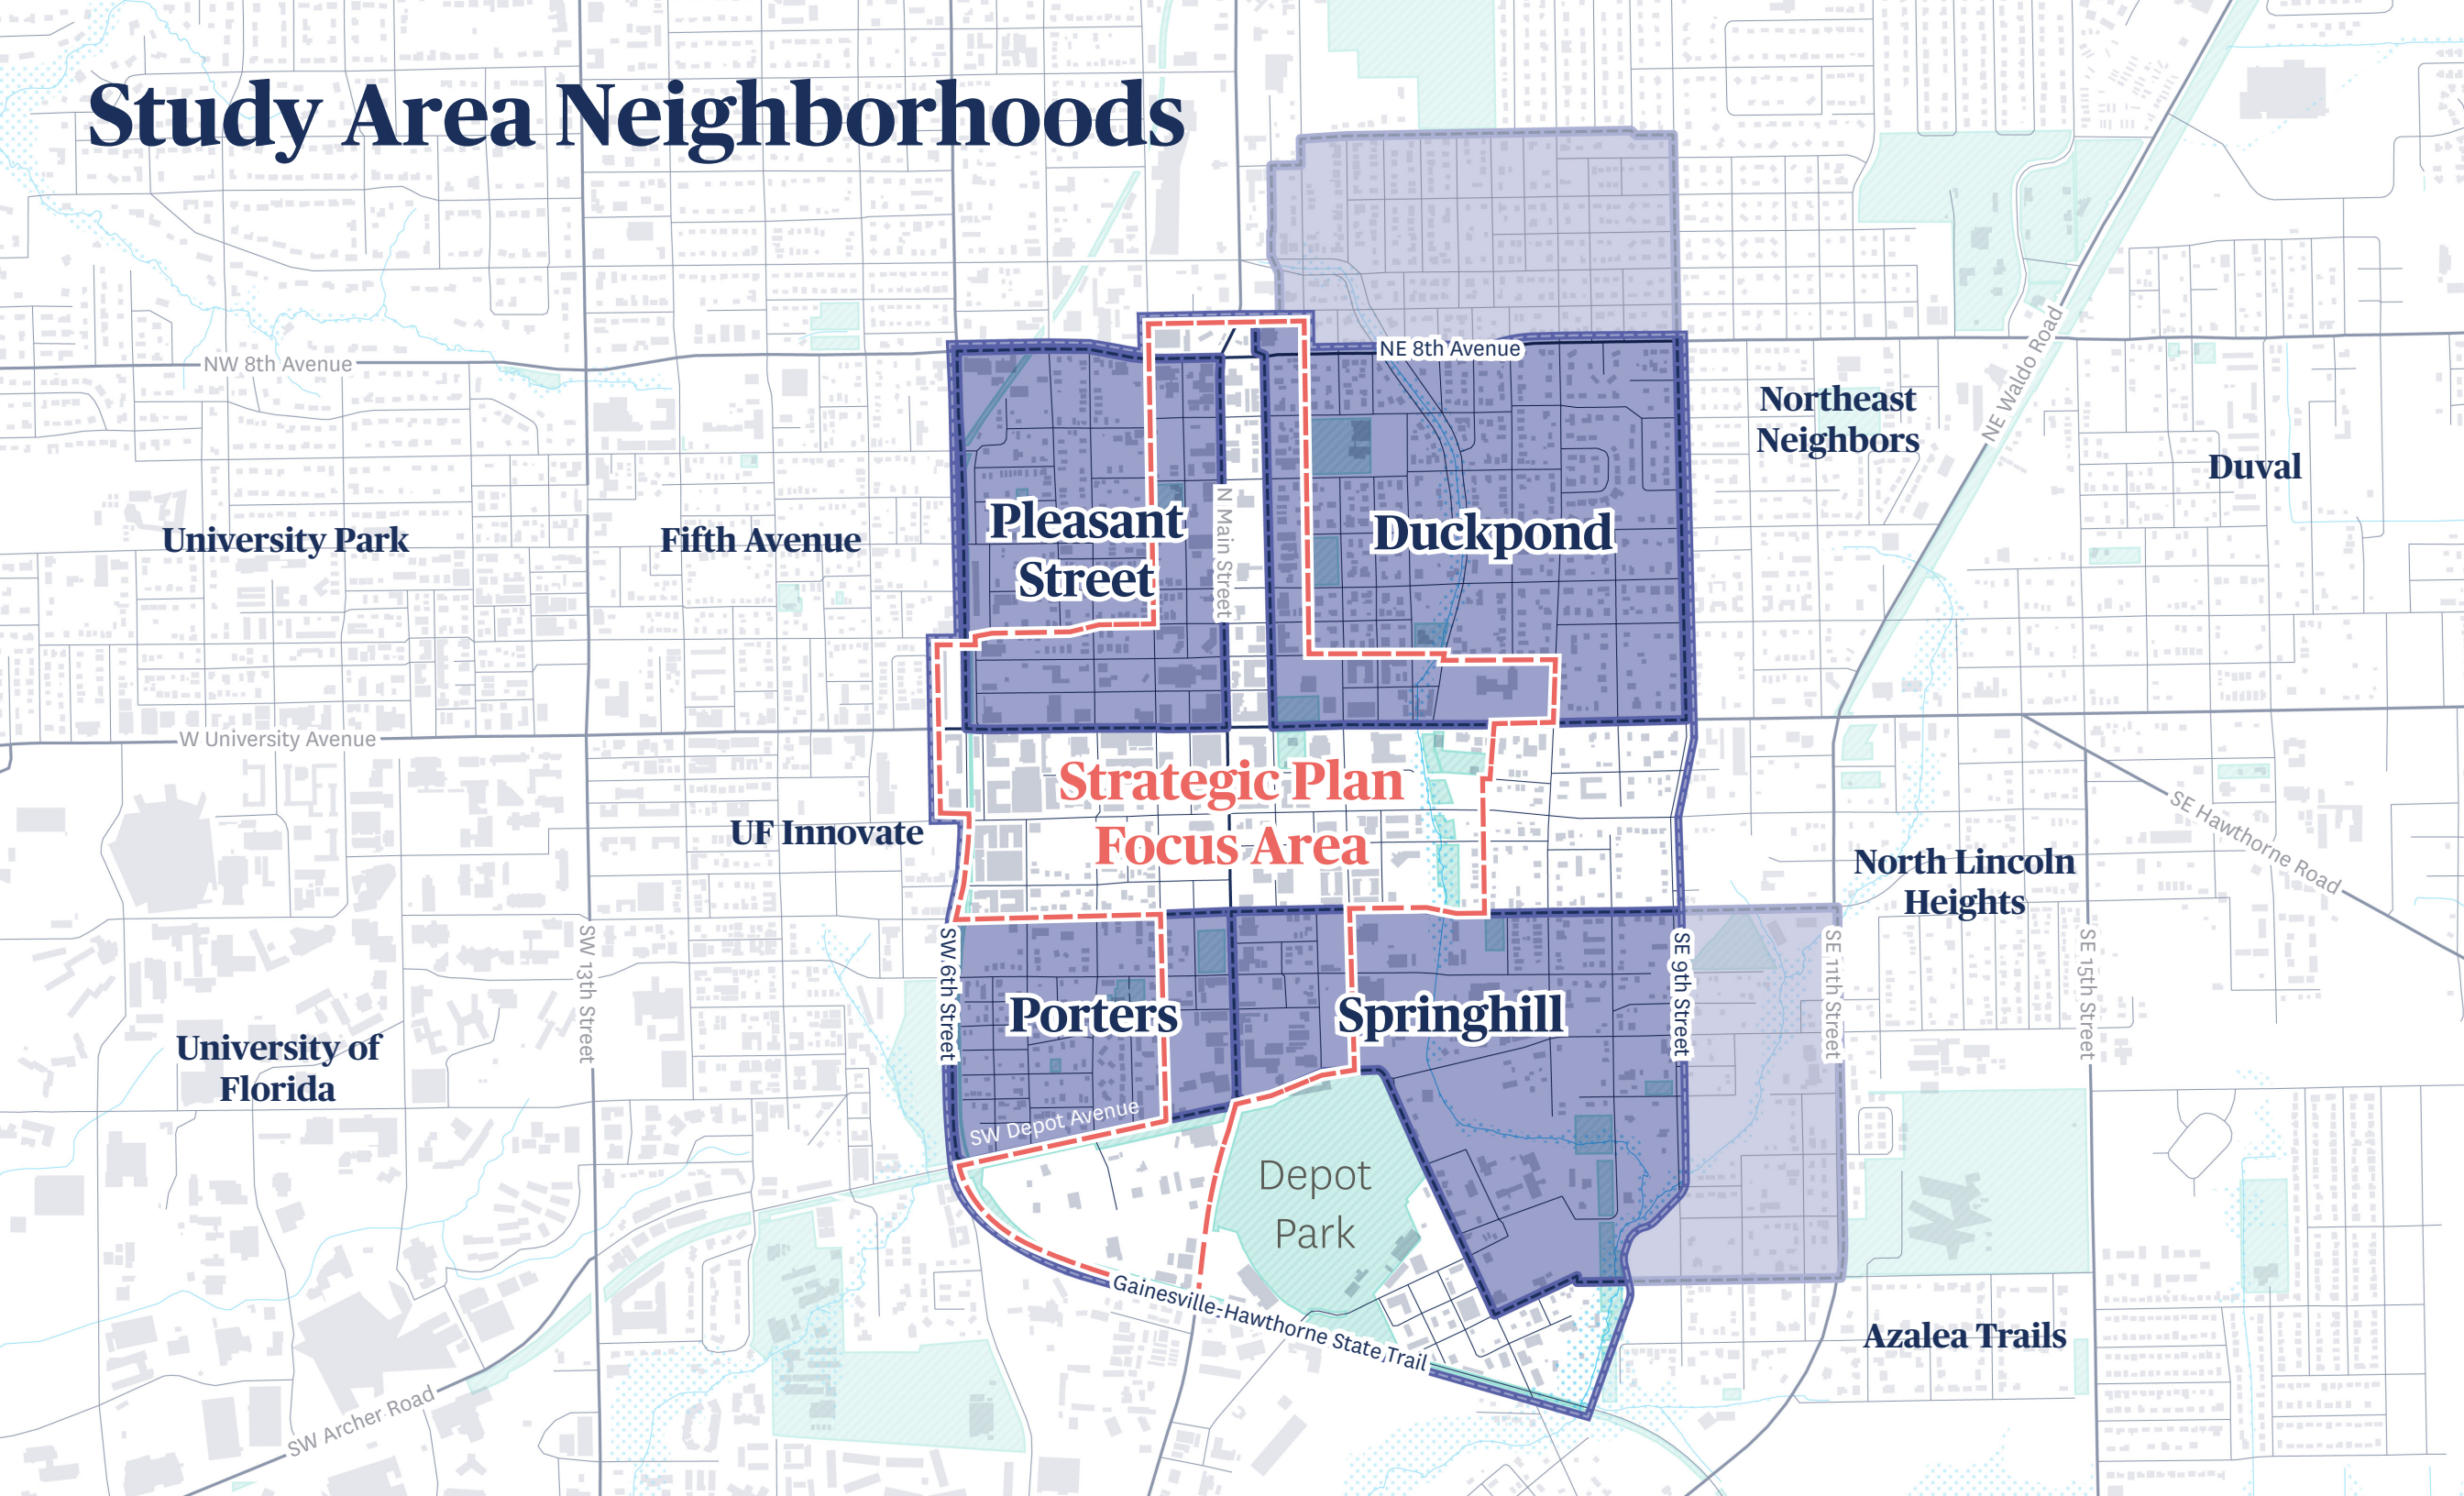 Study Area Neighborhoods
NE 8th Avenue
NW 8th Avenue
NE Waldo Road
Northeast
Neighbors
Duval
University Park
Fifth Avenue
Pleasant
Street
N Main Street
Duckpond
W University Avenue
Strategic Plan
Focus Area
UF Innovate
SE Hawthorne Road
North Lincoln
Heights
SW 13th Street
SW 6th Street
SE 9th Street
SE 11th Street
SE 15th Street
Porters
Springhill
University of
Florida
SW Depot Avenue
Depot
Park
Gainesville-Hawthorne State Trail
Azalea Trails
SW Archer Road